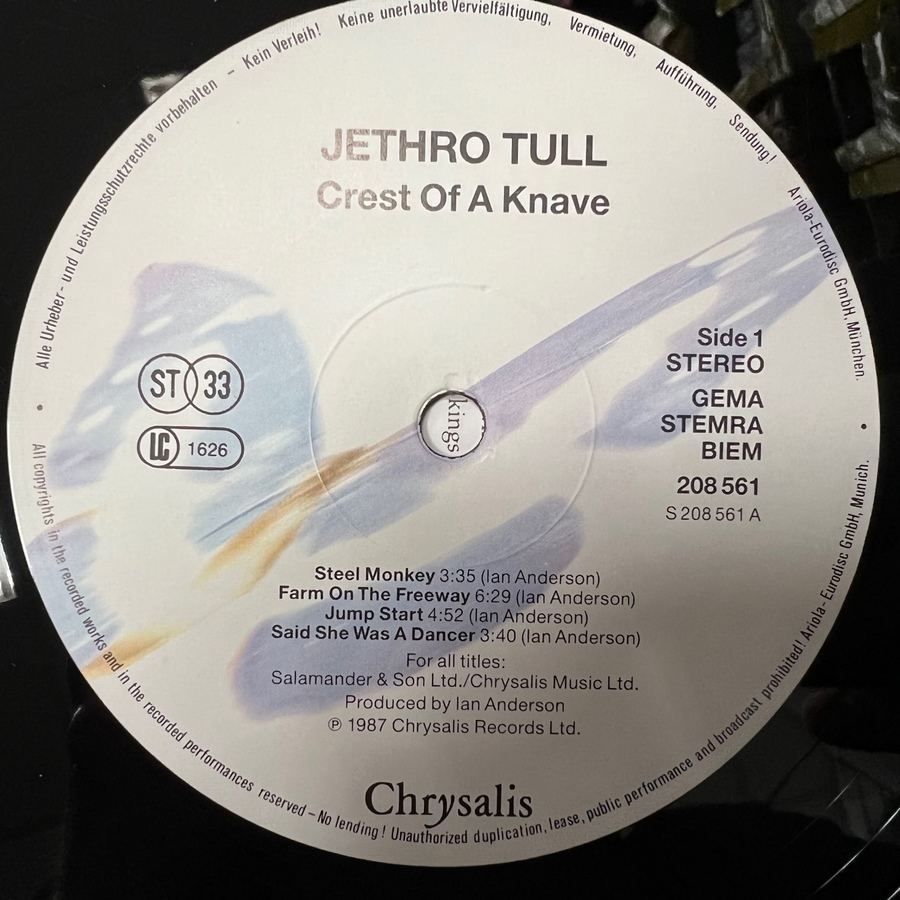 Alle Urheber- und Leistungsschutzrechte vorbehalten – Kein Verleih! Keine unerlaubte Vervielfältigung, Vermietung, Aufführung, Sendung! Ariola-Eurodisc GmbH, München.
JETHRO TULL
Crest Of A Knave
Side 1
STEREO
ST 33
GEMA
STEMRA
BIEM
LC 1626
208 561
S 208 561 A
kings
Steel Monkey 3:35 (Ian Anderson)
Farm On The Freeway 6:29 (Ian Anderson)
Jump Start 4:52 (Ian Anderson)
Said She Was A Dancer 3:40 (Ian Anderson)
For all titles:
Salamander & Son Ltd./Chrysalis Music Ltd.
Produced by Ian Anderson
℗ 1987 Chrysalis Records Ltd.
Chrysalis
All copyrights in the recorded works and in the recorded performances reserved – No lending! Unauthorized duplication, lease, public performance and broadcast prohibited! Ariola-Eurodisc GmbH, Munich.